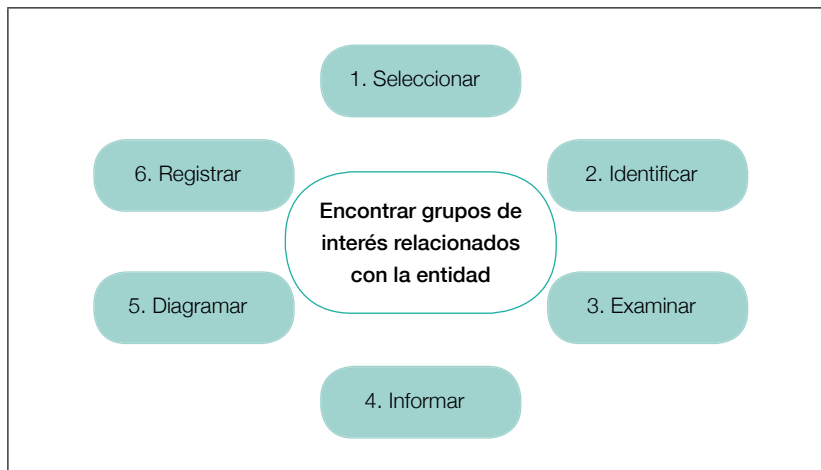 1. Seleccionar
6. Registrar
2. Identificar
Encontrar grupos de
interés relacionados
con la entidad
5. Diagramar
3. Examinar
4. Informar